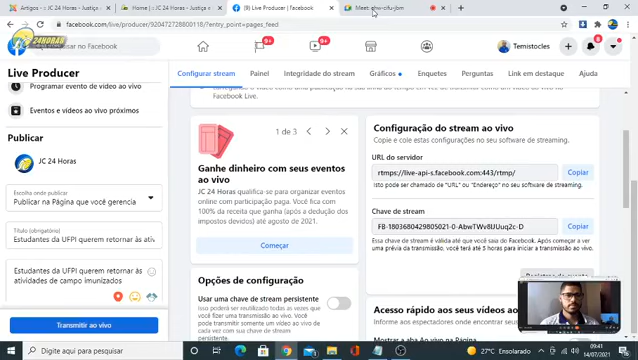 Artigos – JC 24 Horas – Justiça e
Home | JC 24 Horas – Justiça e
(9) Live Producer | Facebook
Meet: ehw-cifu-jbm
facebook.com/live/producer/920472728800118/?entry_point=pages_feed
JC 24HORAS
no Facebook
Temistocles
Live Producer
Programar evento de vídeo ao vivo
Eventos e vídeos ao vivo próximos
Publicar
JC 24 Horas
Escolha onde publicar
Publicar na Página que você gerencia
Título (obrigatório)
Estudantes da UFPI querem retornar às ativ
Estudantes da UFPI querem retornar às
atividades de campo imunizados
Transmitir ao vivo
Configurar stream
Painel
Integridade do stream
Gráficos
Enquetes
Perguntas
Link em destaque
Ajuda
Facebook Live.
1 de 3
Ganhe dinheiro com seus eventos
ao vivo
JC 24 Horas qualifica-se para organizar eventos
online com participação paga. Você fica com
100% da receita que ganha (após a dedução dos
impostos devidos) até agosto de 2021.
Começar
Opções de configuração
Usar uma chave de stream persistente
Isso poderá ser reutilizado todas as vezes que
você fizer uma transmissão ao vivo, mas você
pode transmitir somente um vídeo ao vivo de
Configuração do stream ao vivo
Copie e cole estas configurações no seu software de streaming.
URL do servidor
rtmps://live-api-s.facebook.com:443/rtmp/
Copiar
Isto pode ser chamado de "URL" ou "Endereço" no seu software de streaming.
Chave de stream
FB-1803680429805021-0-AbwTWv8UUuq2c-D
Copiar
Essa chave de stream é válida até que você saia do Facebook. Após começar a ver
uma prévia da transmissão, você terá até 5 horas para iniciar a transmissão ao vivo.
Acesso rápido ao seus stream
Informe aos espectadores onde encontrar seus
Digite aqui para pesquisar
27°C Ensolarado
09:41
14/07/2021